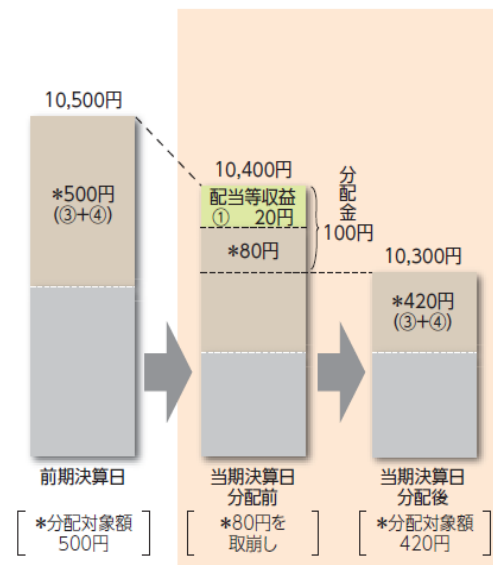 10,500円
*500円
(③+④)
10,400円
配当等収益
① 20円
*80円
分配金
100円
10,300円
*420円
(③+④)
前期決算日
当期決算日
分配前
当期決算日
分配後
*分配対象額
500円
*80円を
取崩し
*分配対象額
420円